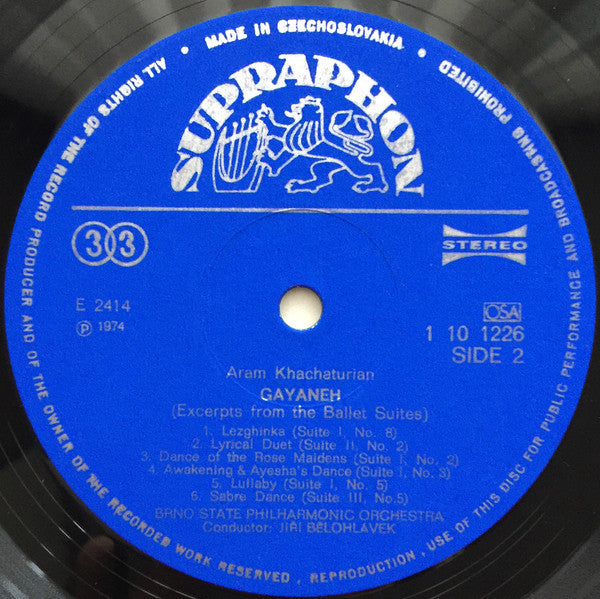 ALL RIGHTS OF THE RECORD PRODUCER AND OF THE OWNER OF THE RECORDED WORK RESERVED . REPRODUCTION, USE OF THIS DISC FOR PUBLIC PERFORMANCE AND BROADCASTING PROHIBITED
• MADE IN CZECHOSLOVAKIA •
SUPRAPHON
33
STEREO
E 2414
OSA
℗ 1974
1 10 1226
SIDE 2
Aram Khachaturian
GAYANEH
(Excerpts from the Ballet Suites)
1. Lezghinka (Suite I, No. 8)
2. Lyrical Duet (Suite II, No. 2)
3. Dance of the Rose Maidens (Suite I, No. 2)
4. Awakening & Ayesha's Dance (Suite I, No. 3)
5. Lullaby (Suite I, No. 5)
6. Sabre Dance (Suite III, No.5)
BRNO STATE PHILHARMONIC ORCHESTRA
Conductor: JIŘÍ BĚLOHLÁVEK